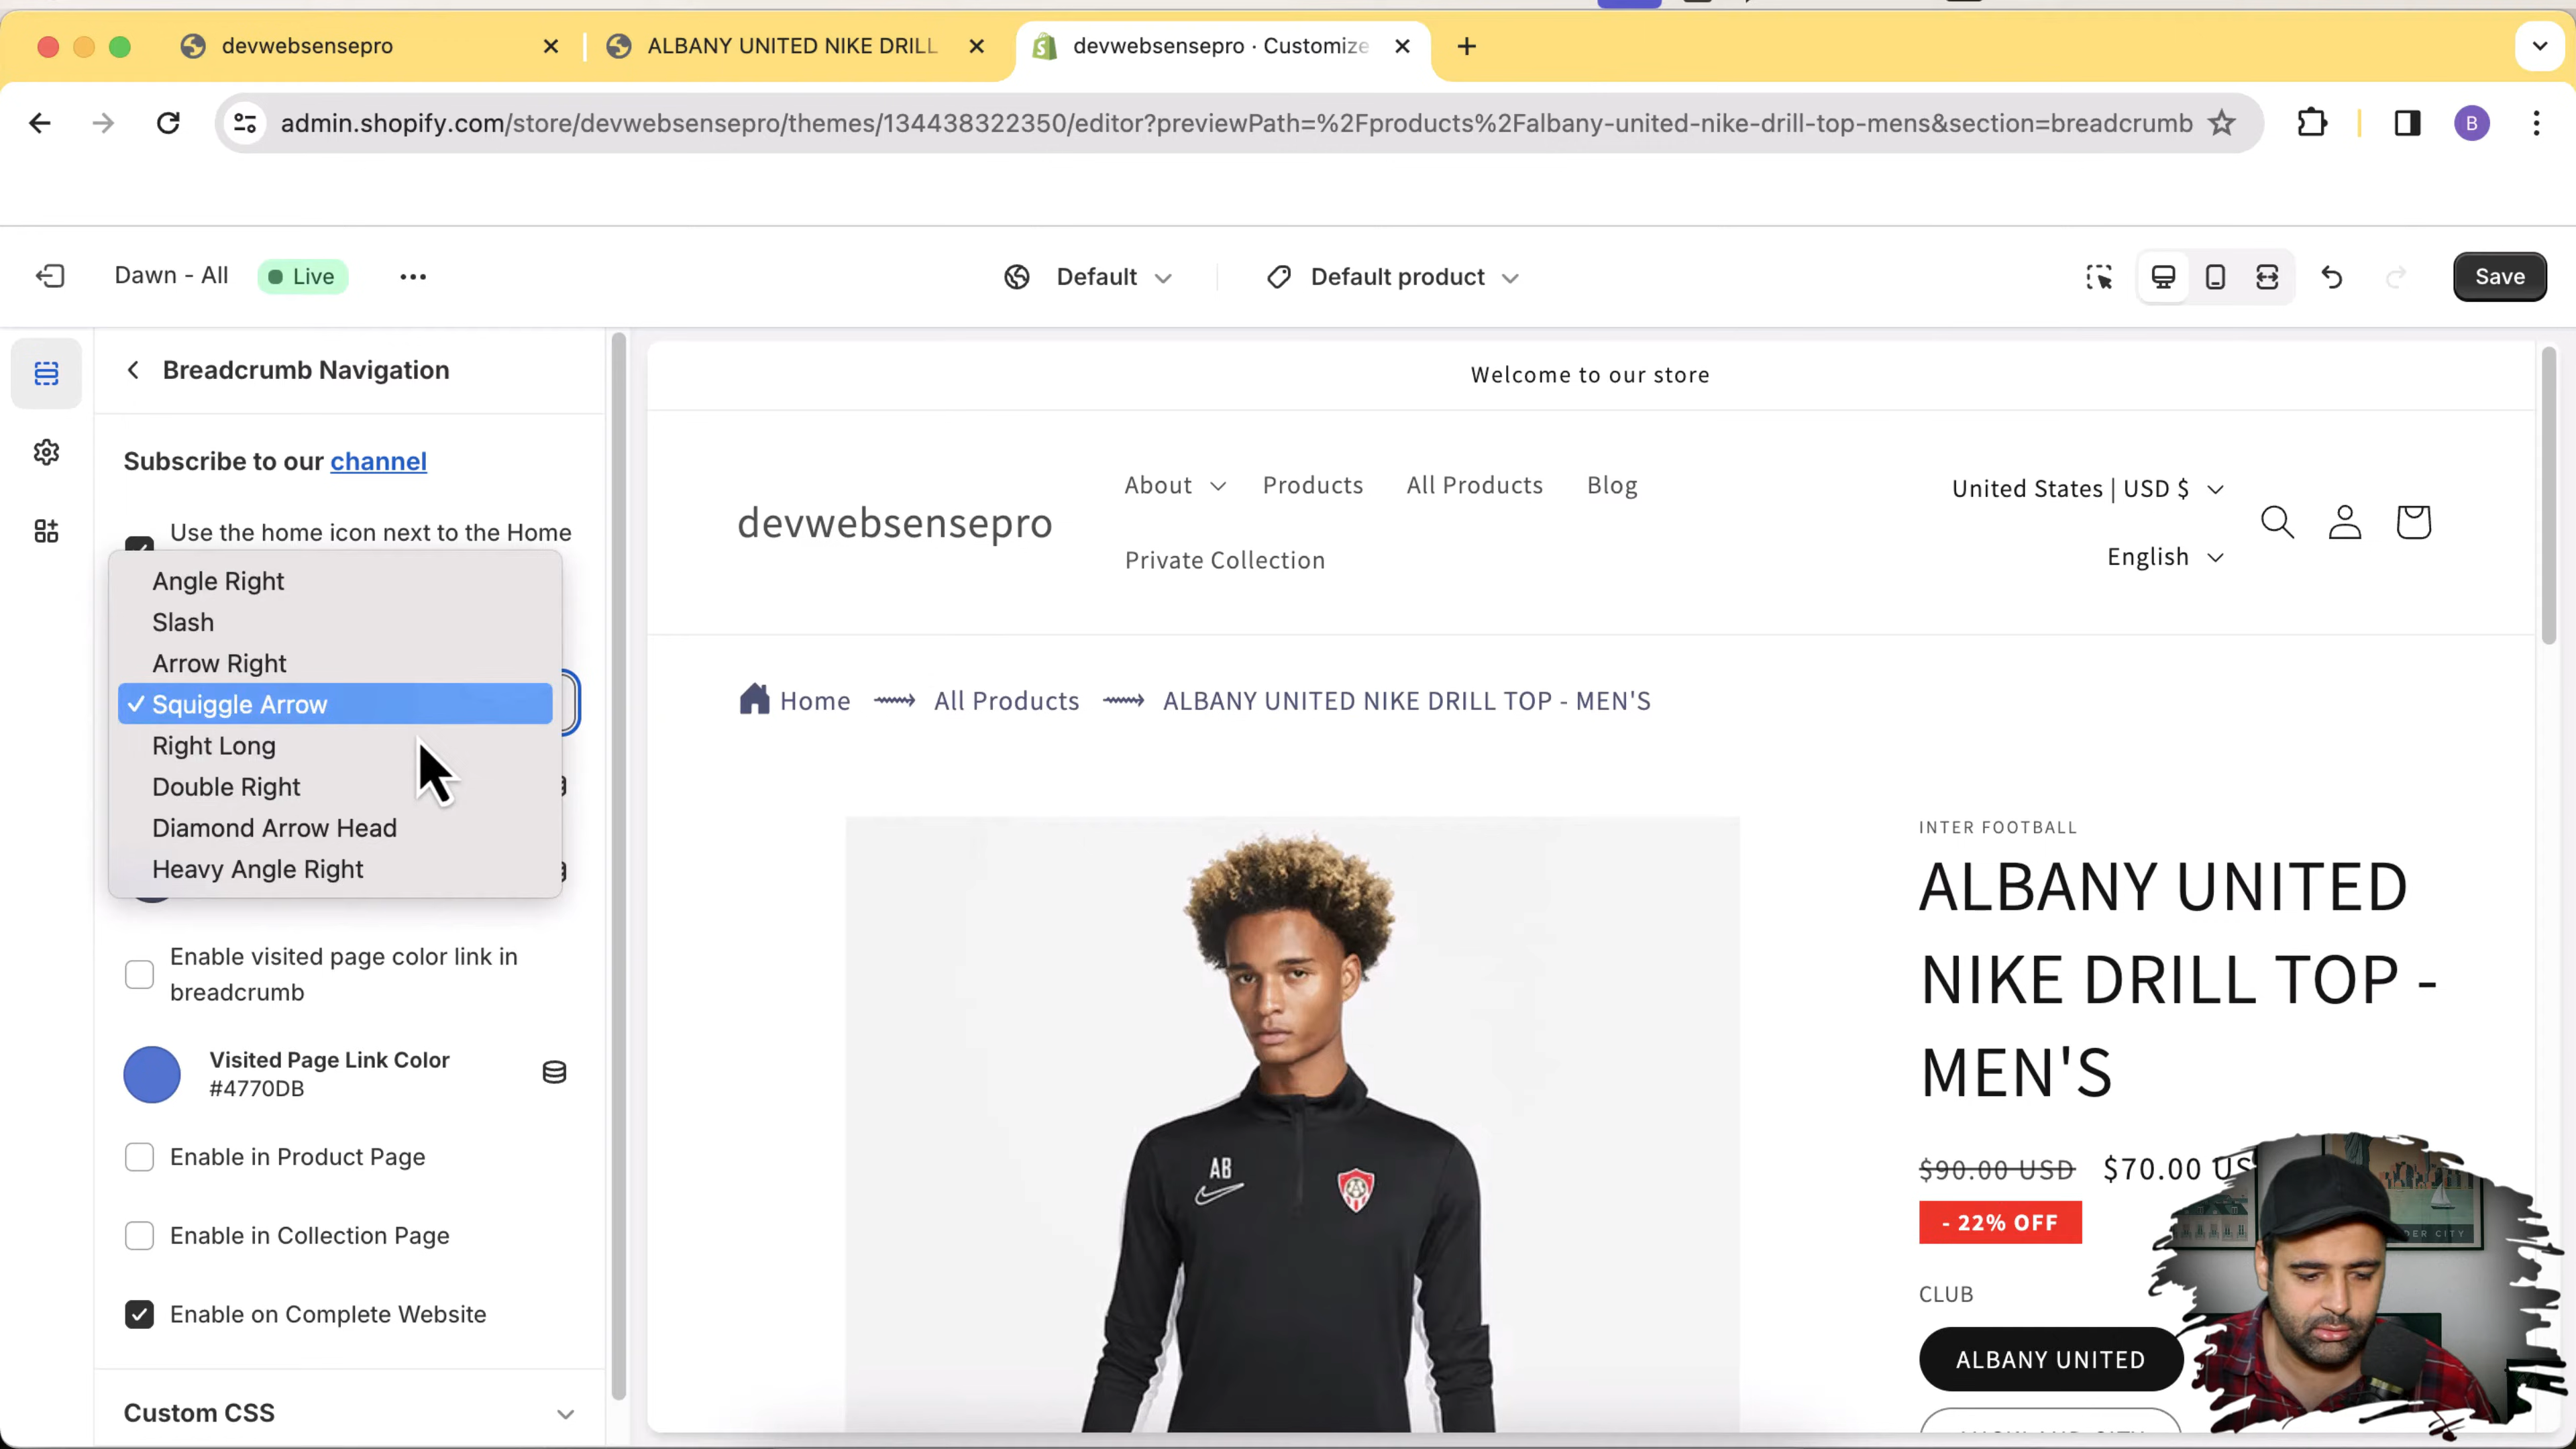 devwebsensepro
ALBANY UNITED NIKE DRILL
devwebsensepro · Customize
admin.shopify.com/store/devwebsensepro/themes/134438322350/editor?previewPath=%2Fproducts%2Falbany-united-nike-drill-top-mens&section=breadcrumb
B
Dawn - All
Live
Default
Default product
Save
Breadcrumb Navigation
Subscribe to our channel
Use the home icon next to the Home
Angle Right
Slash
Arrow Right
✓ Squiggle Arrow
Right Long
Double Right
Diamond Arrow Head
Heavy Angle Right
Enable visited page color link in
breadcrumb
Visited Page Link Color
#4770DB
Enable in Product Page
Enable in Collection Page
Enable on Complete Website
Custom CSS
Welcome to our store
devwebsensepro
About
Products
All Products
Blog
Private Collection
United States | USD $
English
Home
All Products
ALBANY UNITED NIKE DRILL TOP - MEN'S
AB
INTER FOOTBALL
ALBANY UNITED
NIKE DRILL TOP -
MEN'S
$90.00 USD $70.00 US
- 22% OFF
CLUB
ALBANY UNITED